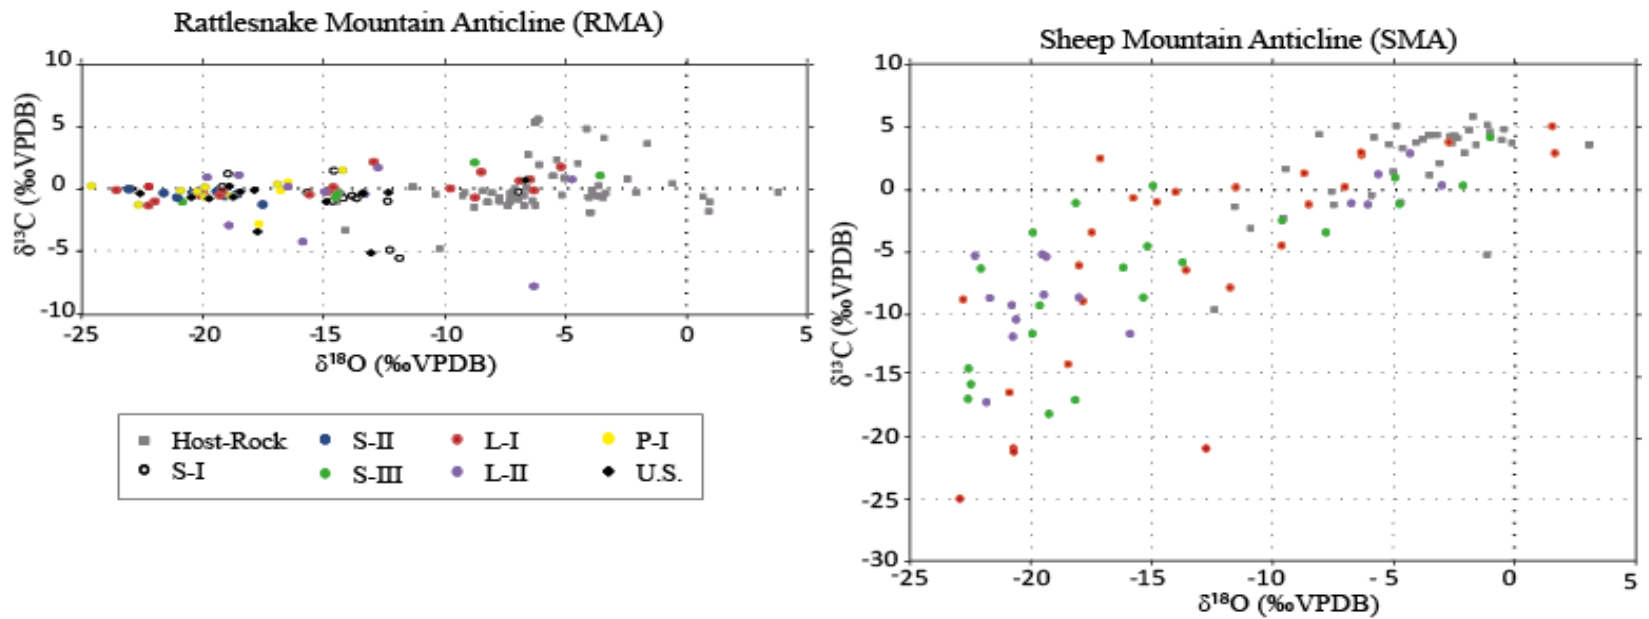 Rattlesnake Mountain Anticline (RMA)
10
5
0
-5
-10
δ¹³C (‰VPDB)
-25 -20 -15 -10 -5 0 5
δ¹⁸O (‰VPDB)
Host-Rock S-II L-I P-I
S-I S-III L-II U.S.
Sheep Mountain Anticline (SMA)
10
5
0
-5
-10
-15
-20
-25
-30
δ¹³C (‰VPDB)
-25 -20 -15 -10 - 5 0 5
δ¹⁸O (‰VPDB)